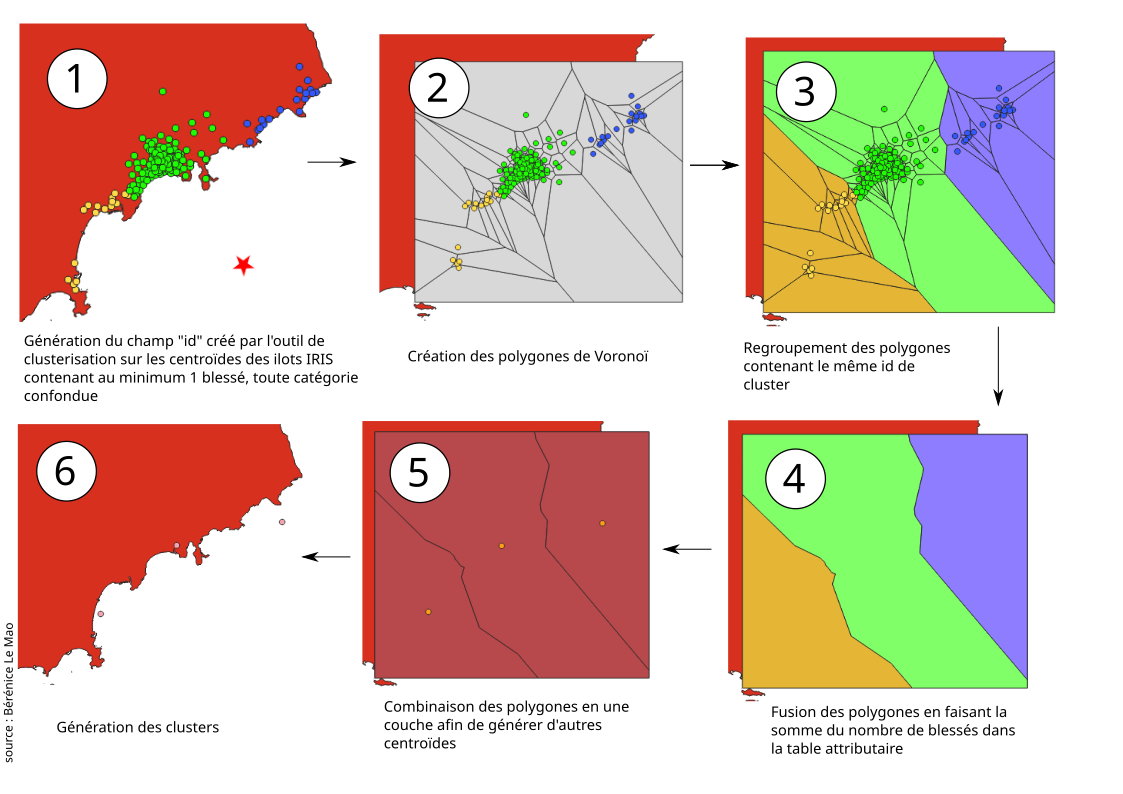 1
Génération du champ "id" créé par l'outil de
clusterisation sur les centroïdes des ilots IRIS
contenant au minimum 1 blessé, toute catégorie
confondue
2
Création des polygones de Voronoï
3
Regroupement des polygones
contenant le même id de
cluster
4
Fusion des polygones en faisant la
somme du nombre de blessés dans
la table attributaire
5
Combinaison des polygones en une
couche afin de générer d'autres
centroïdes
6
Génération des clusters
source : Bérénice Le Mao